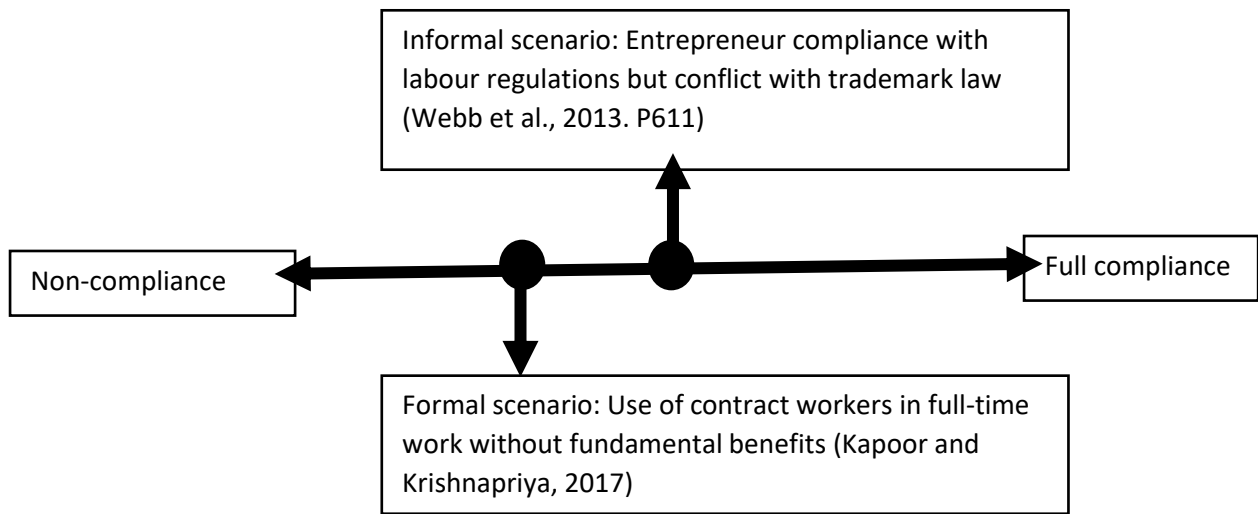 Informal scenario: Entrepreneur compliance with
labour regulations but conflict with trademark law
(Webb et al., 2013. P611)
Non-compliance
Full compliance
Formal scenario: Use of contract workers in full-time
work without fundamental benefits (Kapoor and
Krishnapriya, 2017)